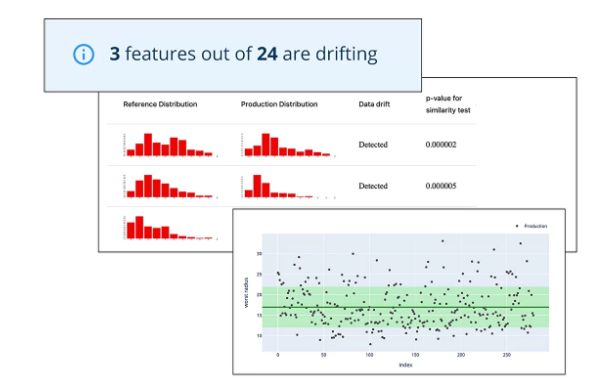 3 features out of 24 are drifting
Reference Distribution
Production Distribution
Data drift
p-value for
similarity test
Detected
0.000002
Detected
0.000005
Production
worst radius
30
25
20
15
10
0
50
100
150
200
250
Index